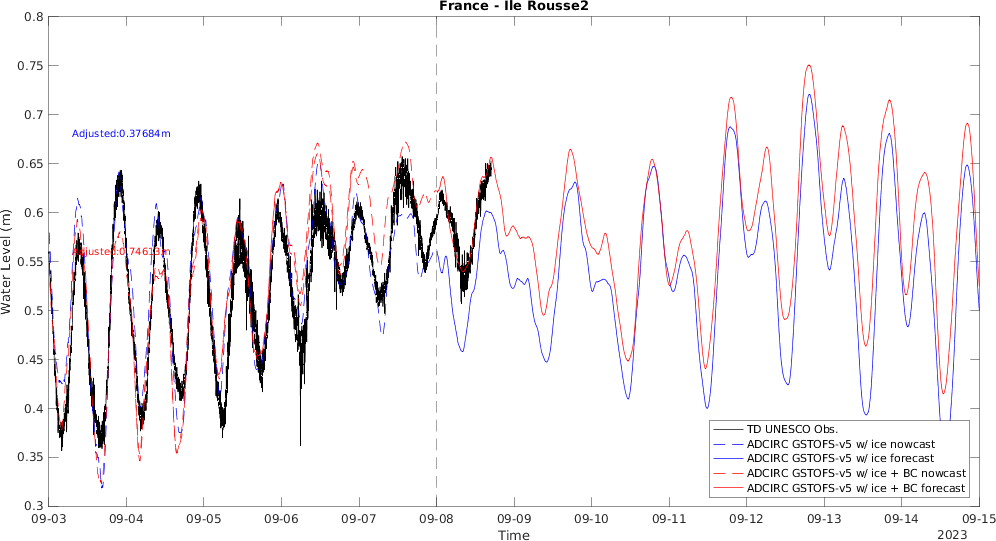 France - Ile Rousse2
Water Level (m)
0.8
0.75
0.7
0.65
0.6
0.55
0.5
0.45
0.4
0.35
0.3
Adjusted:0.37684m
Adjusted:0.74613m
TD UNESCO Obs.
ADCIRC GSTOFS-v5 w/ ice nowcast
ADCIRC GSTOFS-v5 w/ ice forecast
ADCIRC GSTOFS-v5 w/ ice + BC nowcast
ADCIRC GSTOFS-v5 w/ ice + BC forecast
09-03 09-04 09-05 09-06 09-07 09-08 09-09 09-10 09-11 09-12 09-13 09-14 09-15
Time
2023